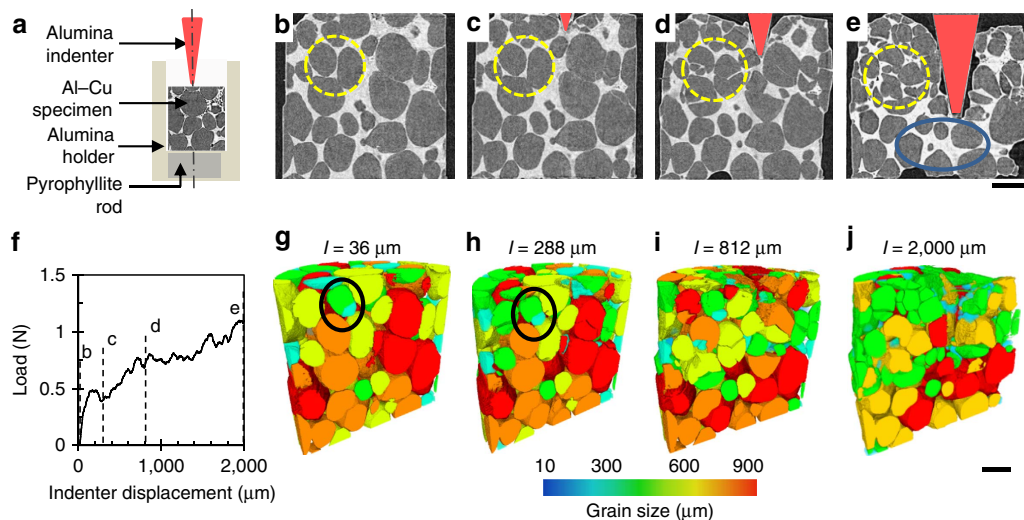 a
Alumina
indenter
Al–Cu
specimen
Alumina
holder
Pyrophyllite
rod
b
c
d
e
f
1.5
1
0.5
0
Load (N)
b
c
d
e
0
1,000
2,000
Indenter displacement (μm)
g
l = 36 μm
h
l = 288 μm
i
l = 812 μm
j
l = 2,000 μm
10 300 600 900
Grain size (μm)